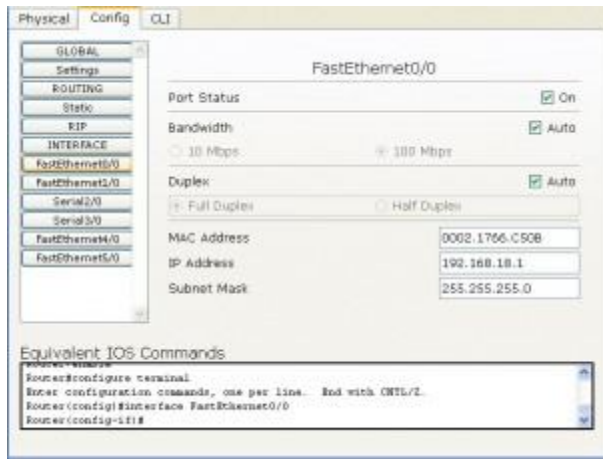 Physical Config CLI
GLOBAL
Settings
ROUTING
Static
RIP
INTERFACE
FastEthernet0/0
FastEthernet1/0
Serial2/0
Serial3/0
FastEthernet4/0
FastEthernet5/0
FastEthernet0/0
Port Status On
Bandwidth Auto
10 Mbps 100 Mbps
Duplex Auto
Full Duplex Half Duplex
MAC Address 0002.1766.C50B
IP Address 192.168.18.1
Subnet Mask 255.255.255.0
Equivalent IOS Commands
Router>enable
Router#configure terminal
Enter configuration commands, one per line. End with CNTL/Z.
Router(config)#interface FastEthernet0/0
Router(config-if)#